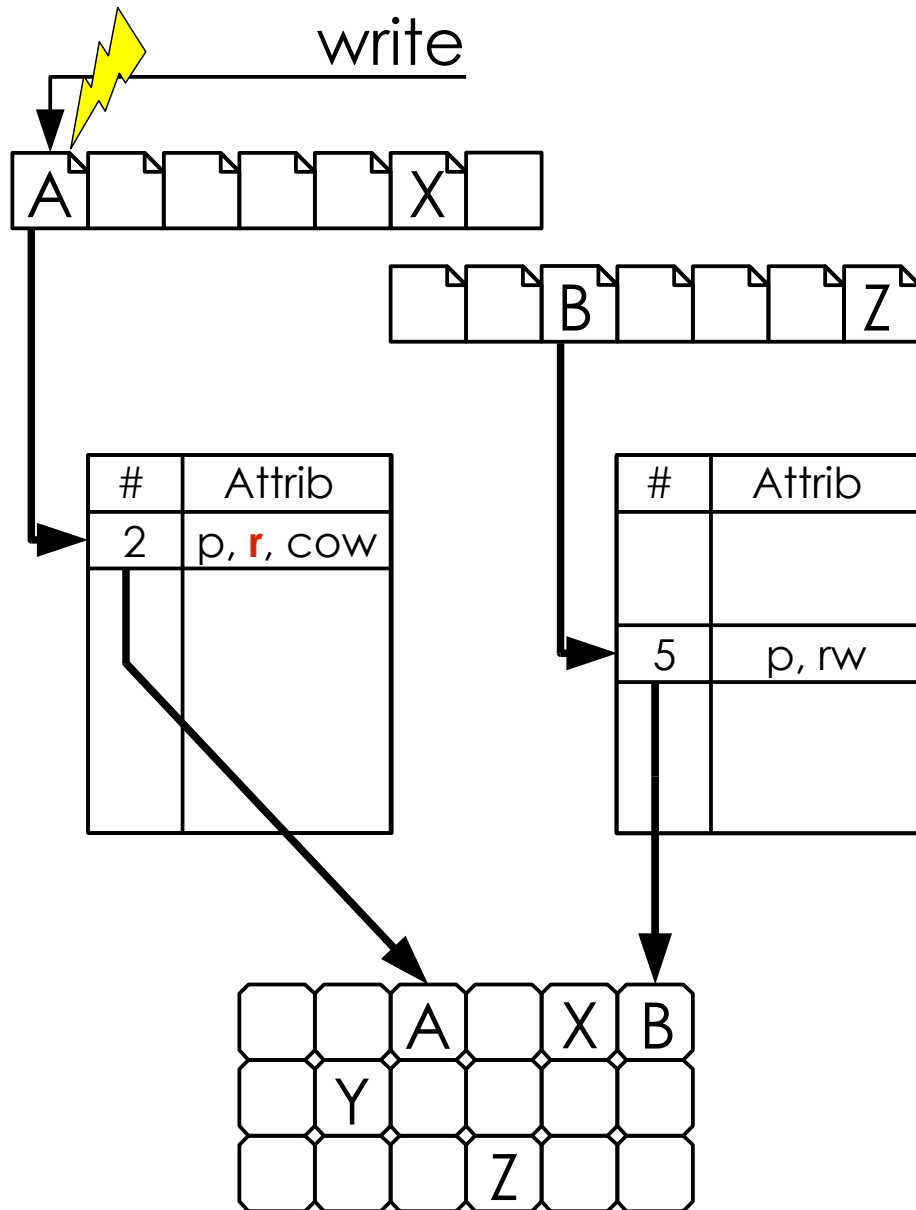 write
A X
B Z
# Attrib
# Attrib
2 p, r, cow
5 p, rw
A X B
Y
Z